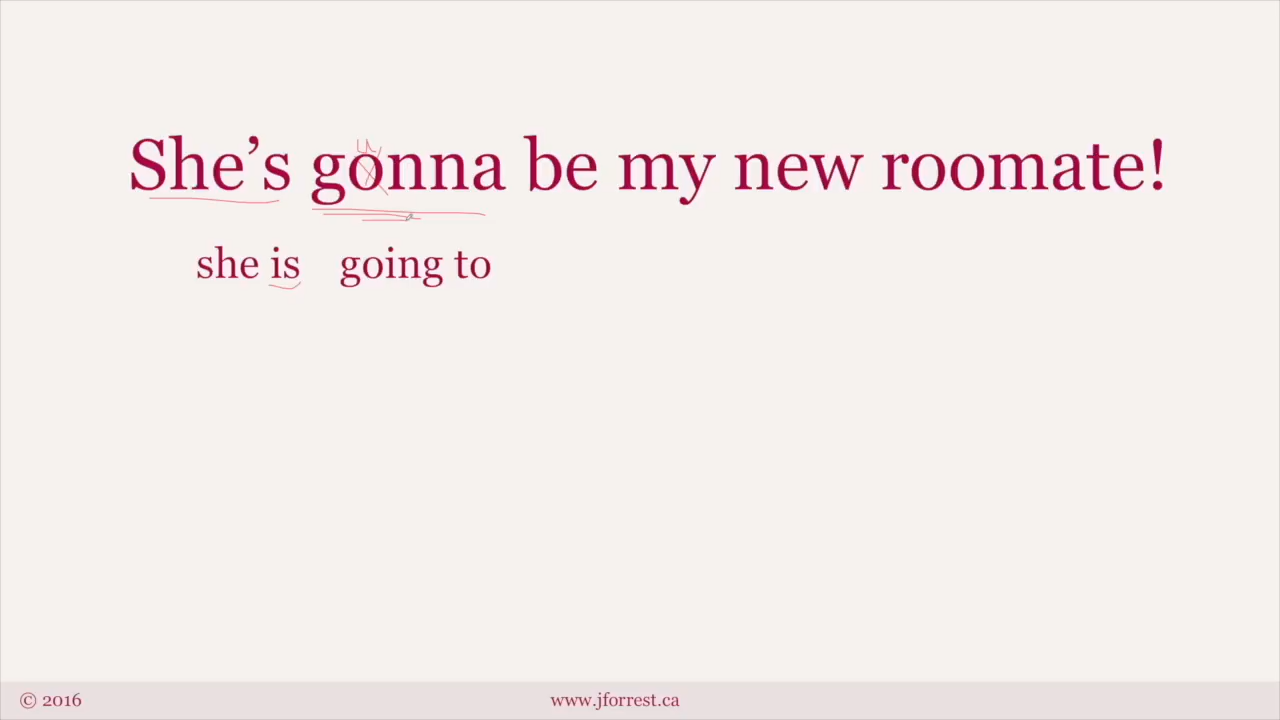 She’s gonna be my new roomate!
she is going to
© 2016 www.jforrest.ca